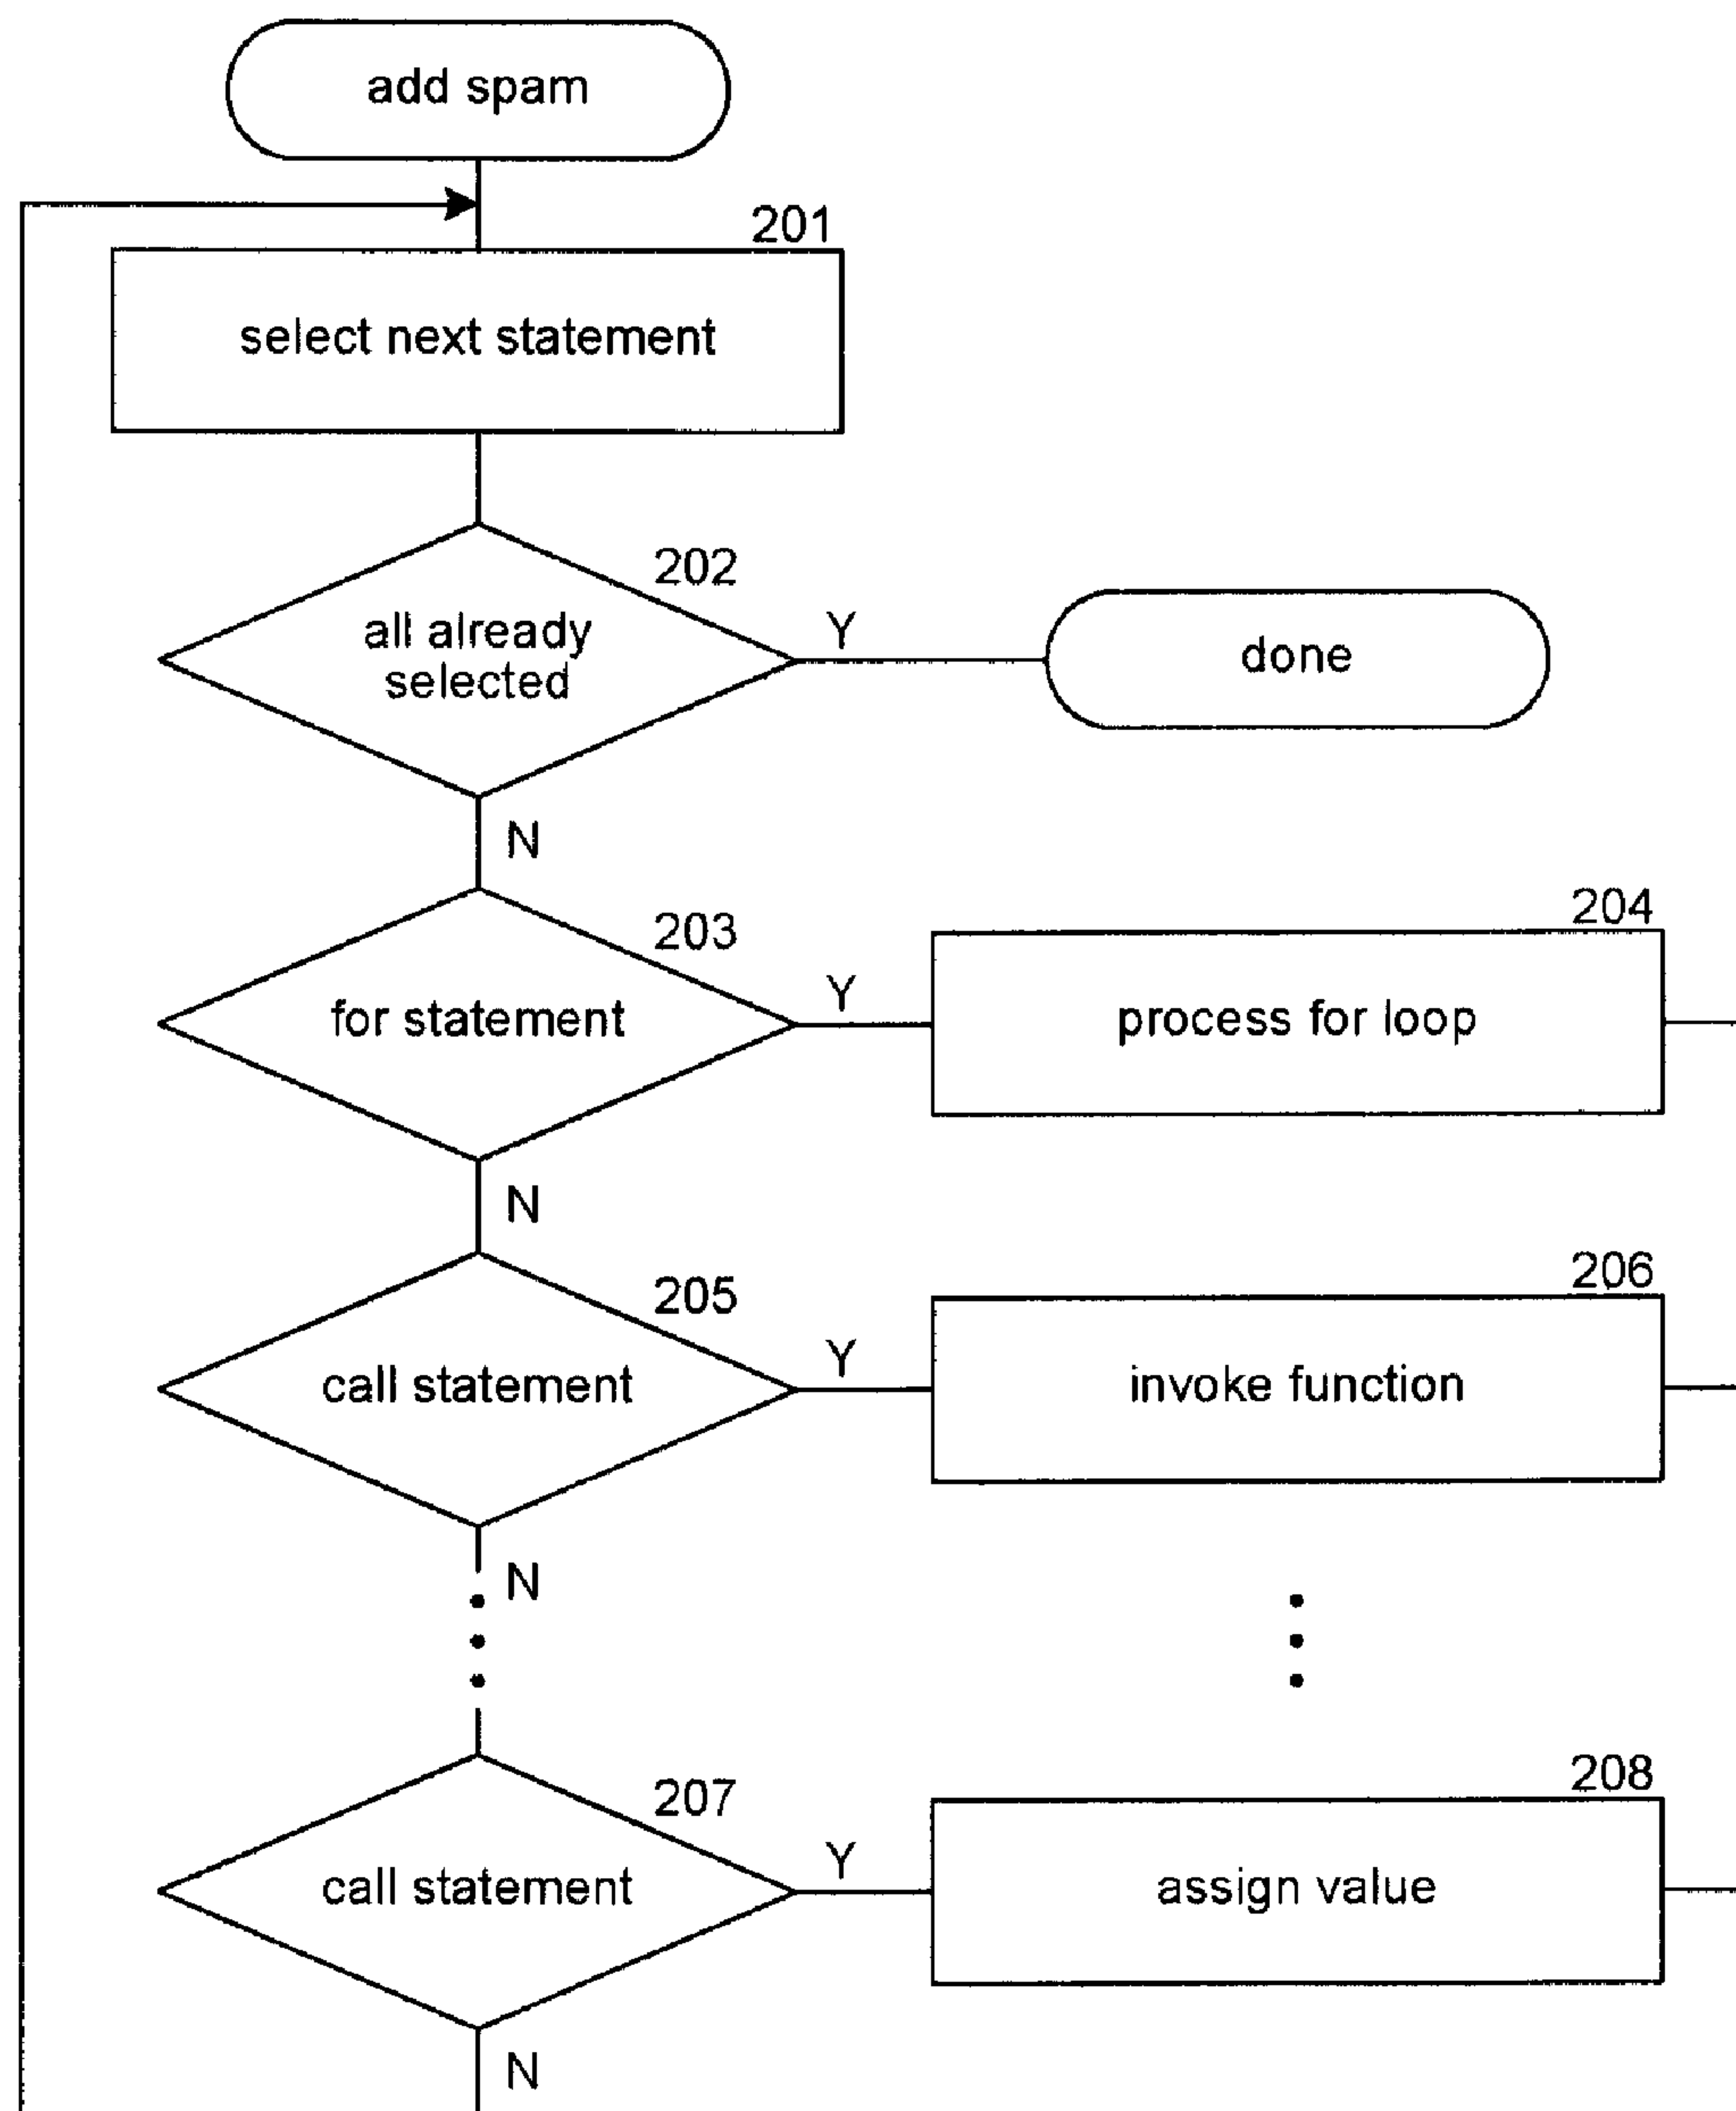 add spam
201
select next statement
202
all already
selected
Y
done
N
203
for statement
Y
204
process for loop
N
205
call statement
Y
206
invoke function
N
207
call statement
Y
208
assign value
N